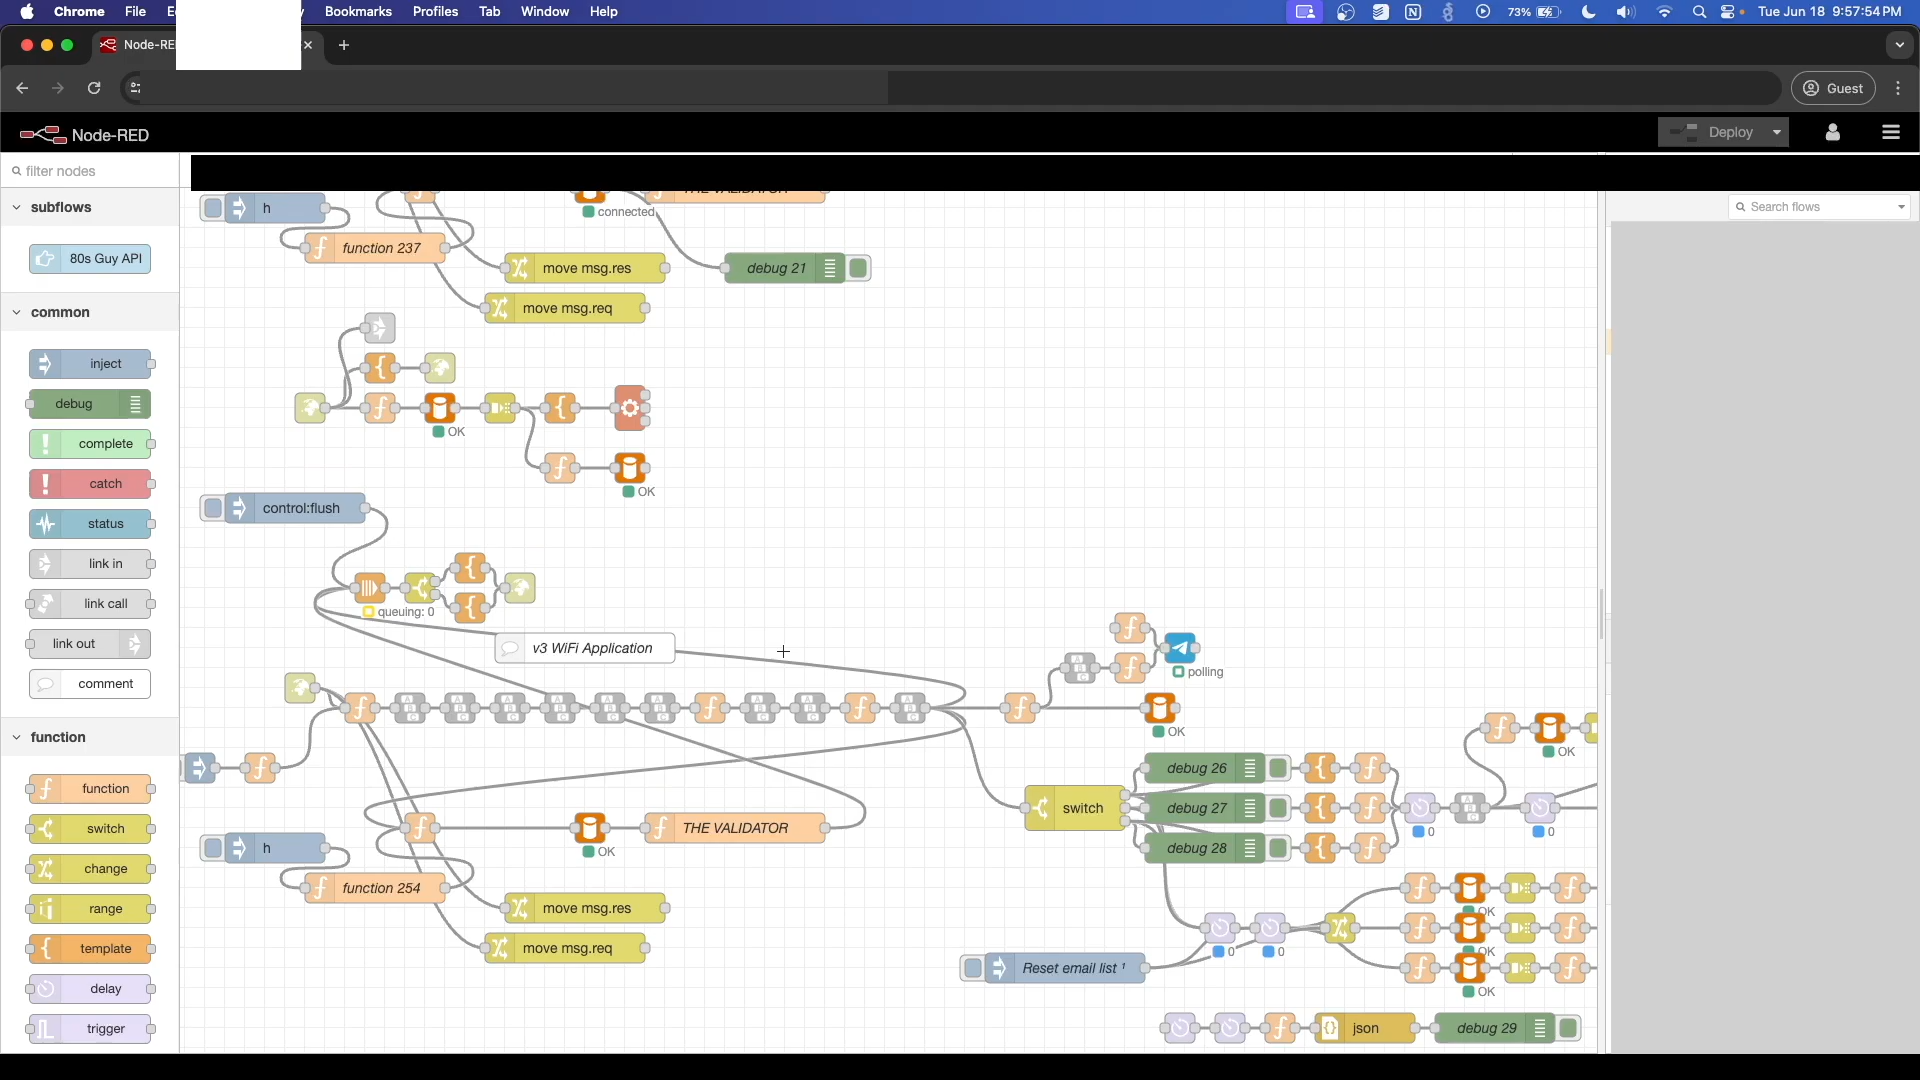 Chrome File Bookmarks Profiles Tab Window Help 73% Tue Jun 18 9:57:54 PM
Node-RE
Guest
Node-RED
Deploy
filter nodes
Search flows
subflows
80s Guy API
common
inject
debug
complete
catch
status
link in
link call
link out
comment
function
function
switch
change
range
template
delay
trigger
h
connected
function 237
move msg.res
debug 21
move msg.req
OK
OK
control:flush
queuing: 0
v3 WiFi Application
polling
OK
OK
debug 26
switch
debug 27
0
0
debug 28
h
THE VALIDATOR
OK
function 254
move msg.res
move msg.req
OK
0
0
OK
Reset email list ¹
OK
json
debug 29